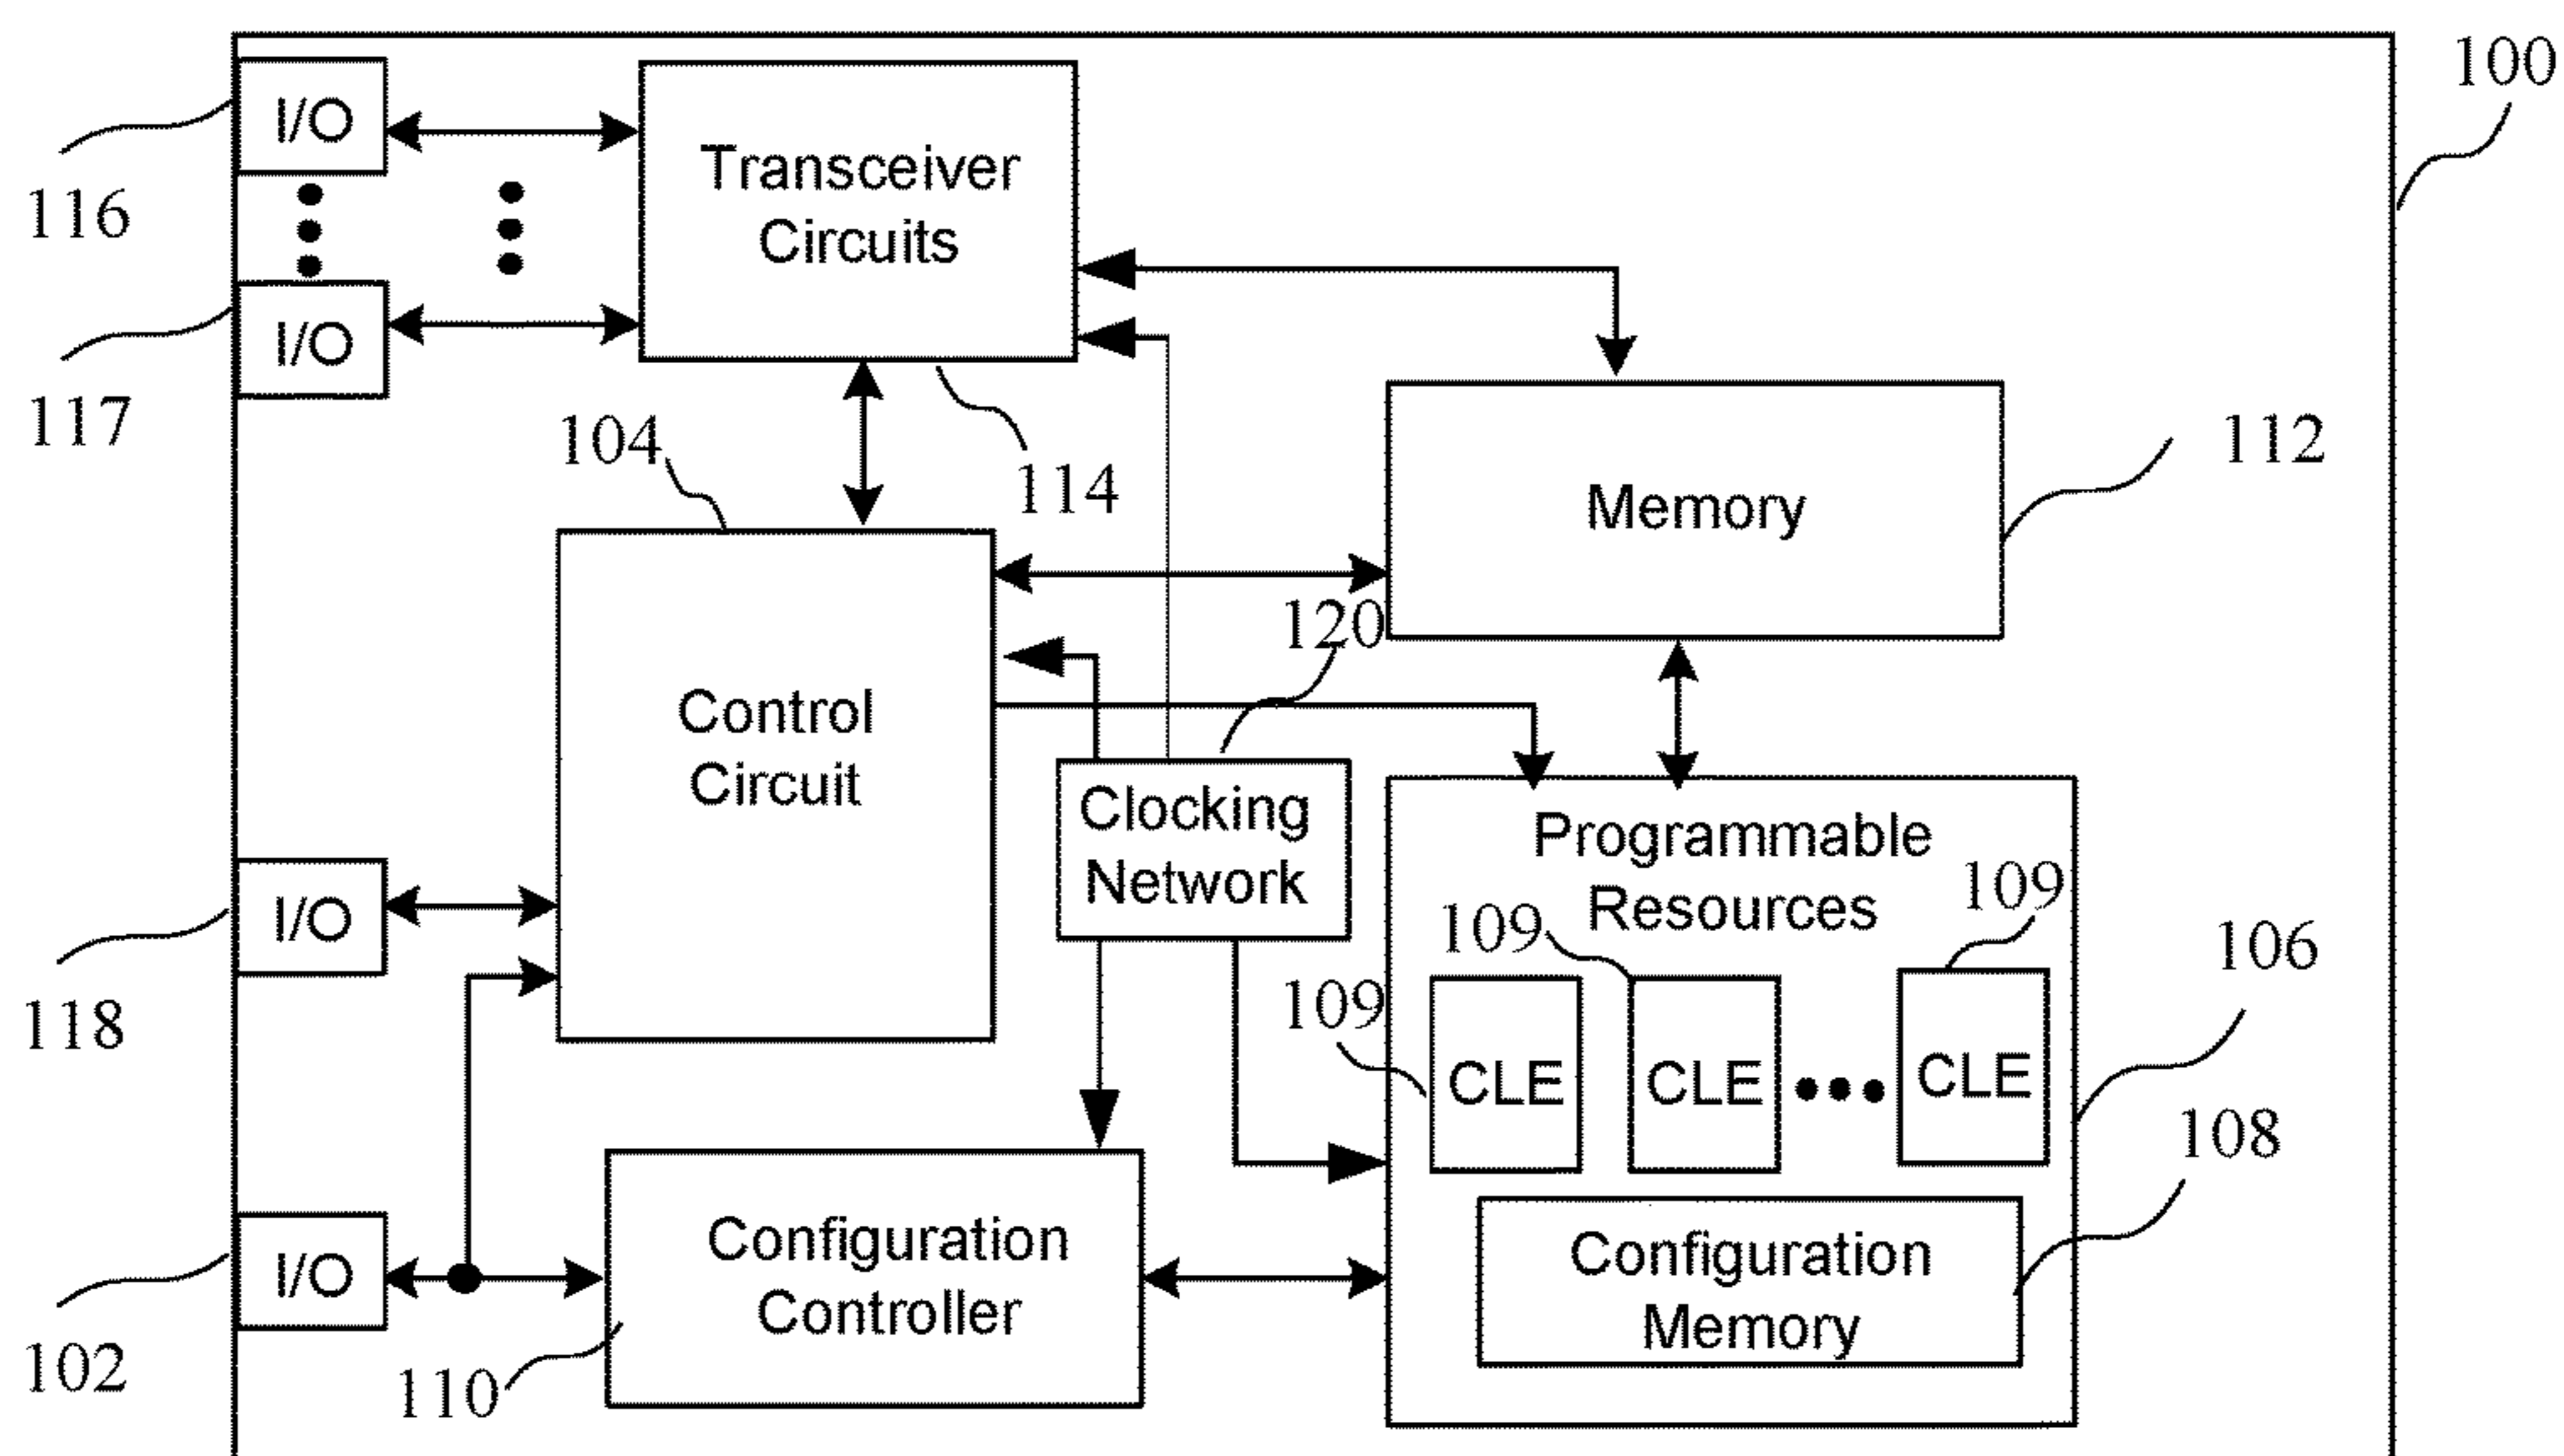 100
I/O
116
Transceiver
Circuits
I/O
117
104
114
112
Memory
120
Control
Circuit
Clocking
Network
Programmable
Resources
109
109
109
106
I/O
118
CLE
CLE
CLE
108
I/O
102
Configuration
Controller
110
Configuration
Memory